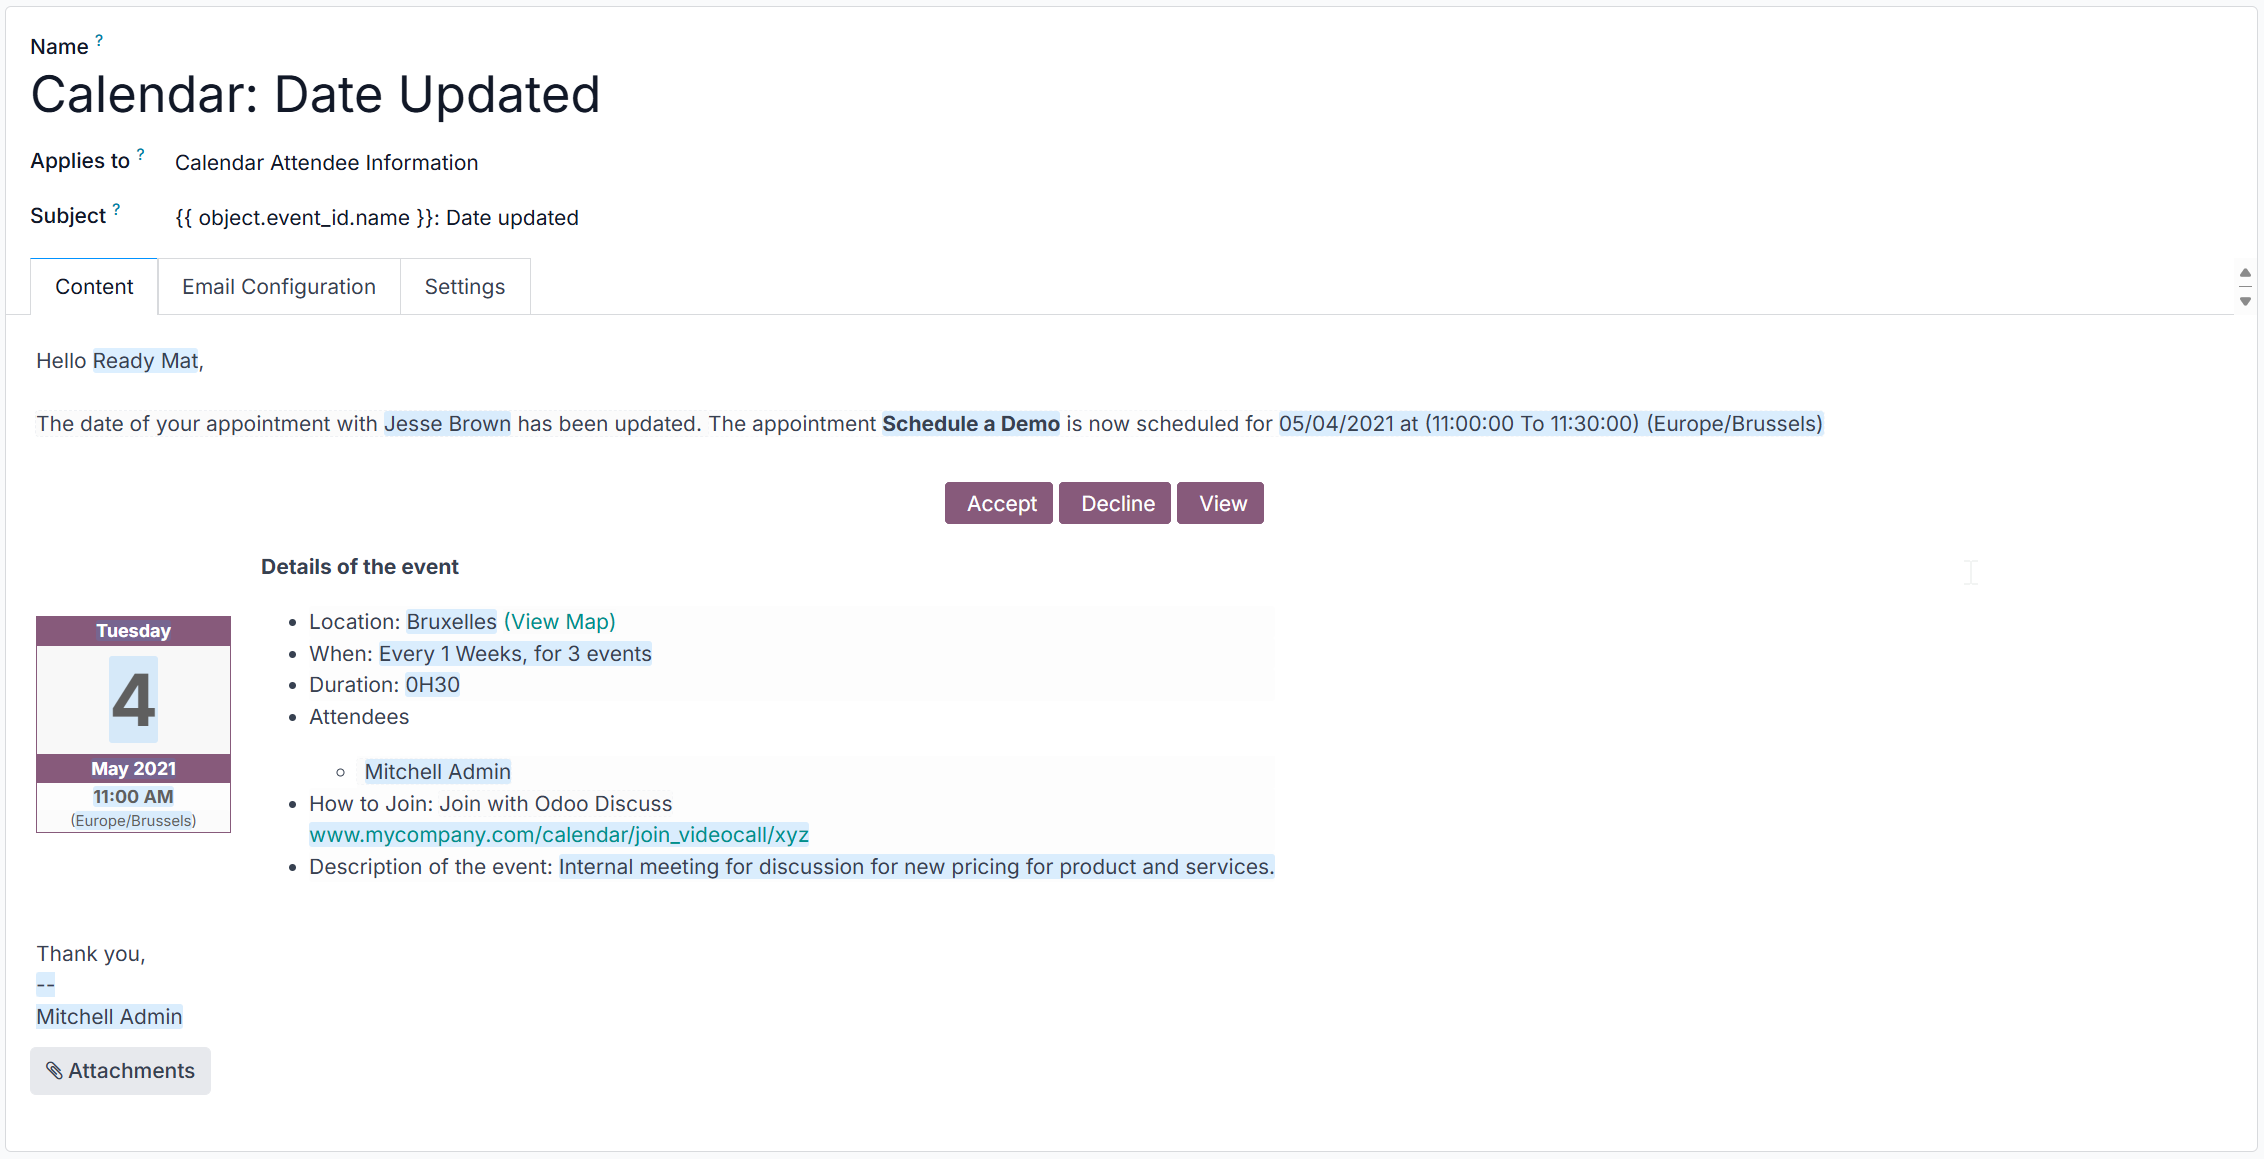 Name ?
Calendar: Date Updated
Applies to ? Calendar Attendee Information
Subject ? {{ object.event_id.name }}: Date updated
Content Email Configuration Settings
Hello Ready Mat,
The date of your appointment with Jesse Brown has been updated. The appointment Schedule a Demo is now scheduled for 05/04/2021 at (11:00:00 To 11:30:00) (Europe/Brussels)
Accept Decline View
Tuesday
4
May 2021
11:00 AM
(Europe/Brussels)
Details of the event
• Location: Bruxelles (View Map)
• When: Every 1 Weeks, for 3 events
• Duration: 0H30
• Attendees
○ Mitchell Admin
• How to Join: Join with Odoo Discuss
www.mycompany.com/calendar/join_videocall/xyz
• Description of the event: Internal meeting for discussion for new pricing for product and services.
Thank you,
--
Mitchell Admin
Attachments